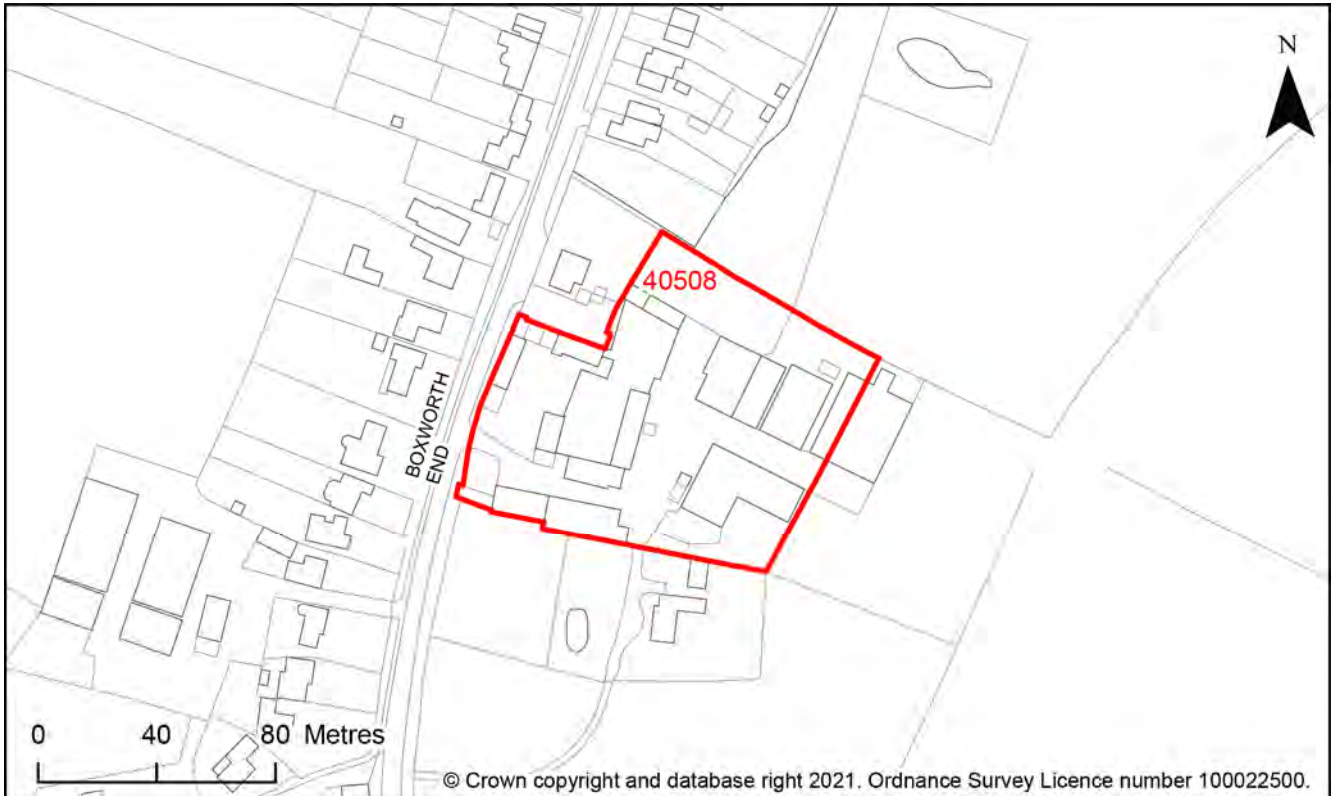 N
40508
BOXWORTH
END
0 40 80 Metres
© Crown copyright and database right 2021. Ordnance Survey Licence number 100022500.